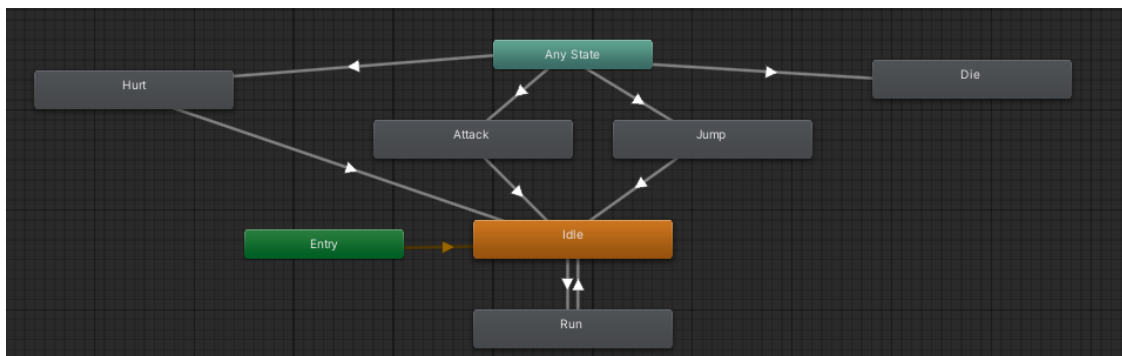 Any State
Hurt
Die
Attack
Jump
Idle
Entry
Run